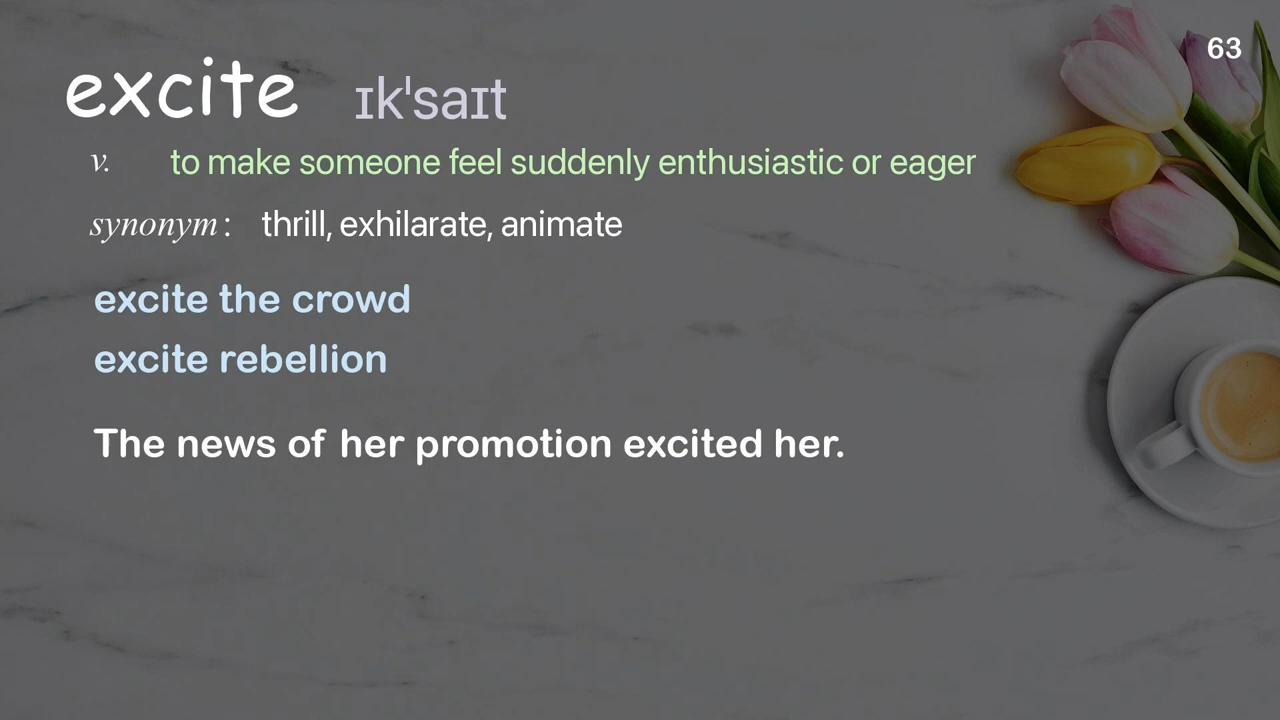 63
excite ɪkˈsaɪt
v. to make someone feel suddenly enthusiastic or eager
synonym: thrill, exhilarate, animate
excite the crowd
excite rebellion
The news of her promotion excited her.